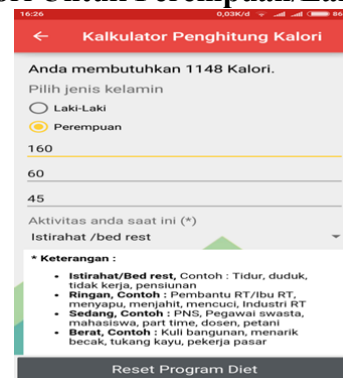 16:26 0,03K/d 86
Kalkulator Penghitung Kalori
Anda membutuhkan 1148 Kalori.
Pilih jenis kelamin
Laki-Laki
Perempuan
160
60
45
Aktivitas anda saat ini (*)
Istirahat /bed rest
* Keterangan :
• Istirahat/Bed rest, Contoh : Tidur, duduk,
tidak kerja, pensiunan
• Ringan, Contoh : Pembantu RT/Ibu RT,
menyapu, menjahit, mencuci, Industri RT
• Sedang, Contoh : PNS, Pegawai swasta,
mahasiswa, part time, dosen, petani
• Berat, Contoh : Kuli bangunan, menarik
becak, tukang kayu, pekerja pasar
Reset Program Diet